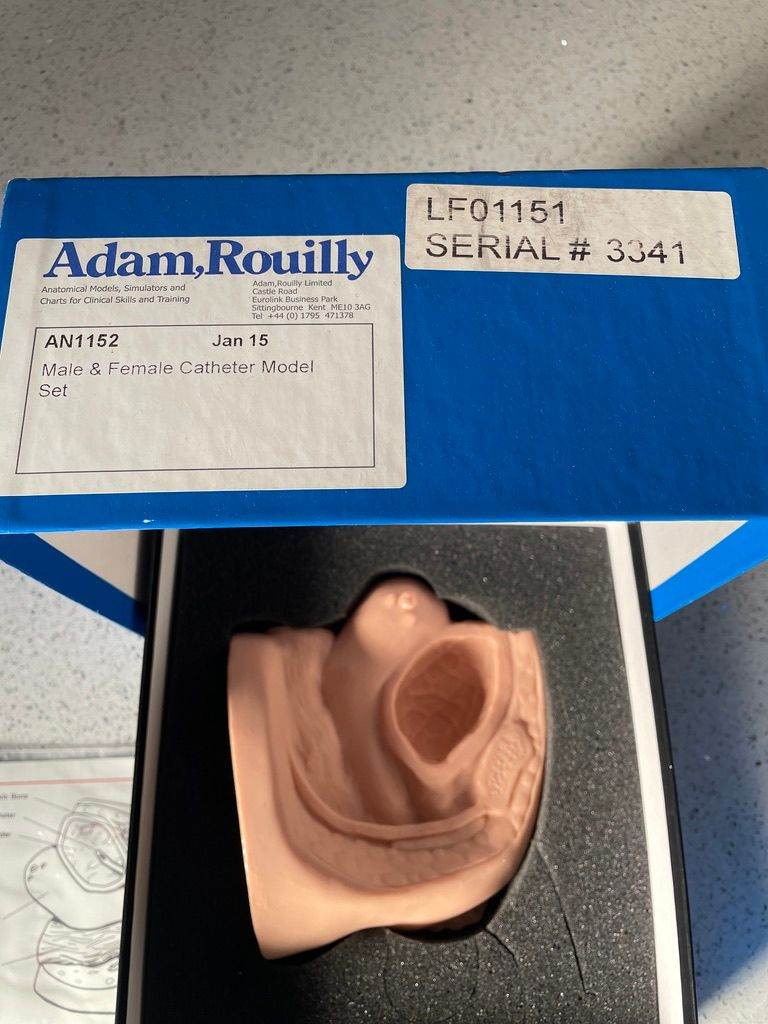 LF01151
SERIAL # 3341
Adam,Rouilly
Anatomical Models, Simulators and
Charts for Clinical Skills and Training
Adam,Rouilly Limited
Castle Road
Eurolink Business Park
Sittingbourne Kent ME10 3AG
Tel +44 (0) 1795 471378
AN1152 Jan 15
Male & Female Catheter Model
Set
Bone